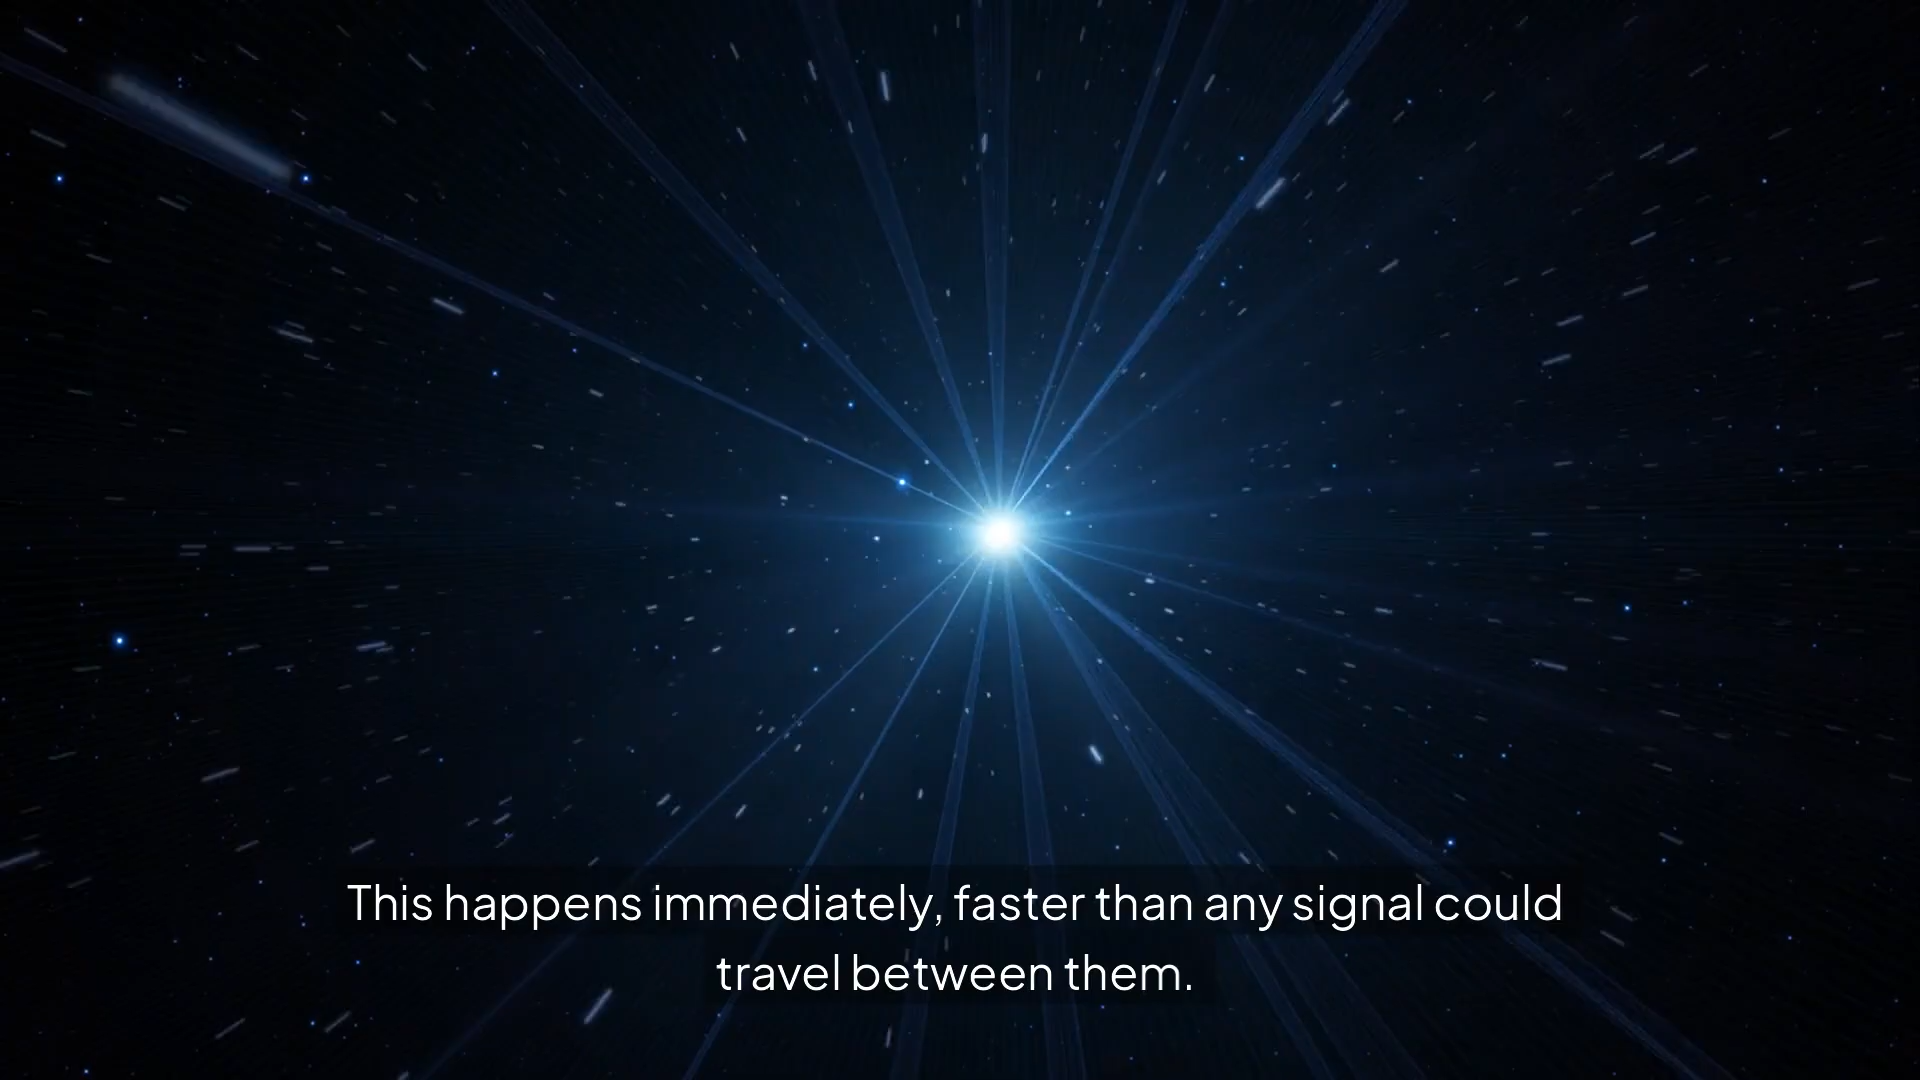 This happens immediately, faster than any signal could
travel between them.